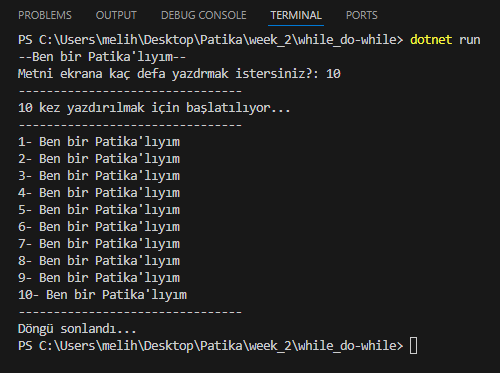 PROBLEMS OUTPUT DEBUG CONSOLE TERMINAL PORTS
PS C:\Users\melih\Desktop\Patika\week_2\while_do-while> dotnet run
--Ben bir Patika'lıyım--
Metni ekrana kaç defa yazdrmak istersiniz?: 10
--------------------------------
10 kez yazdırılmak için başlatılıyor...
--------------------------------
1- Ben bir Patika'lıyım
2- Ben bir Patika'lıyım
3- Ben bir Patika'lıyım
4- Ben bir Patika'lıyım
5- Ben bir Patika'lıyım
6- Ben bir Patika'lıyım
7- Ben bir Patika'lıyım
8- Ben bir Patika'lıyım
9- Ben bir Patika'lıyım
10- Ben bir Patika'lıyım
--------------------------------
Döngü sonlandı...
PS C:\Users\melih\Desktop\Patika\week_2\while_do-while>